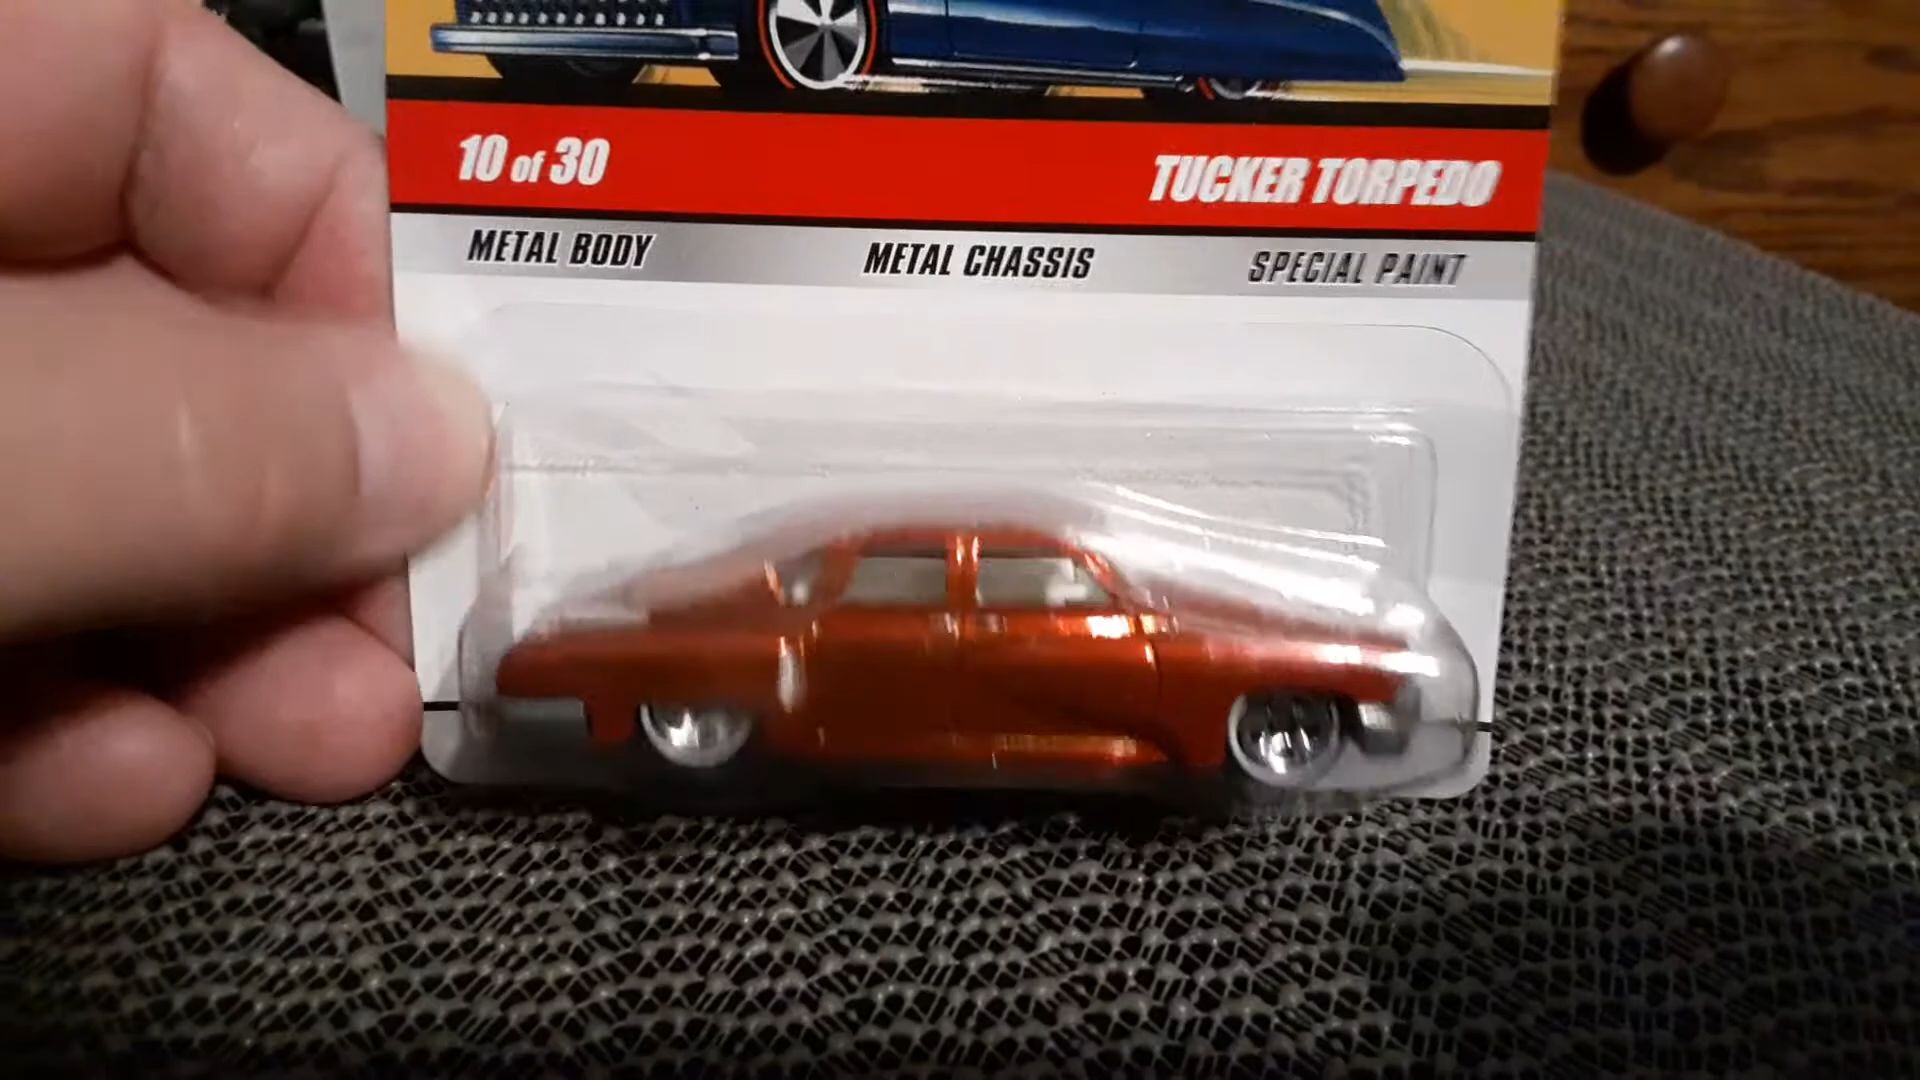 10 of 30
TUCKER TORPEDO
METAL BODY
METAL CHASSIS
SPECIAL PAINT